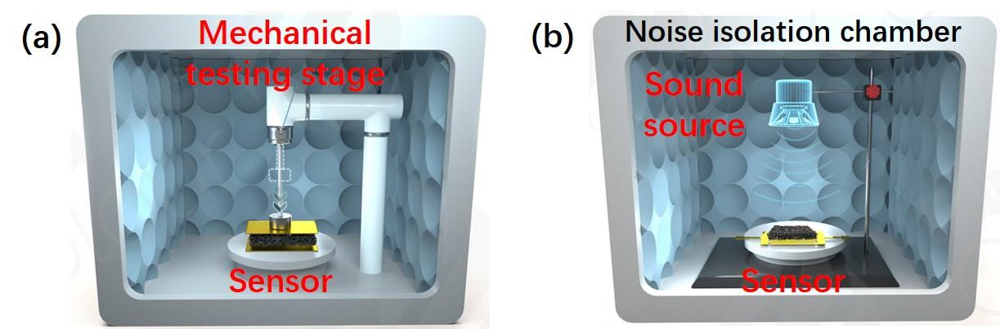 (a)
Mechanical
testing stage
Sensor
(b)
Noise isolation chamber
Sound
source
Sensor